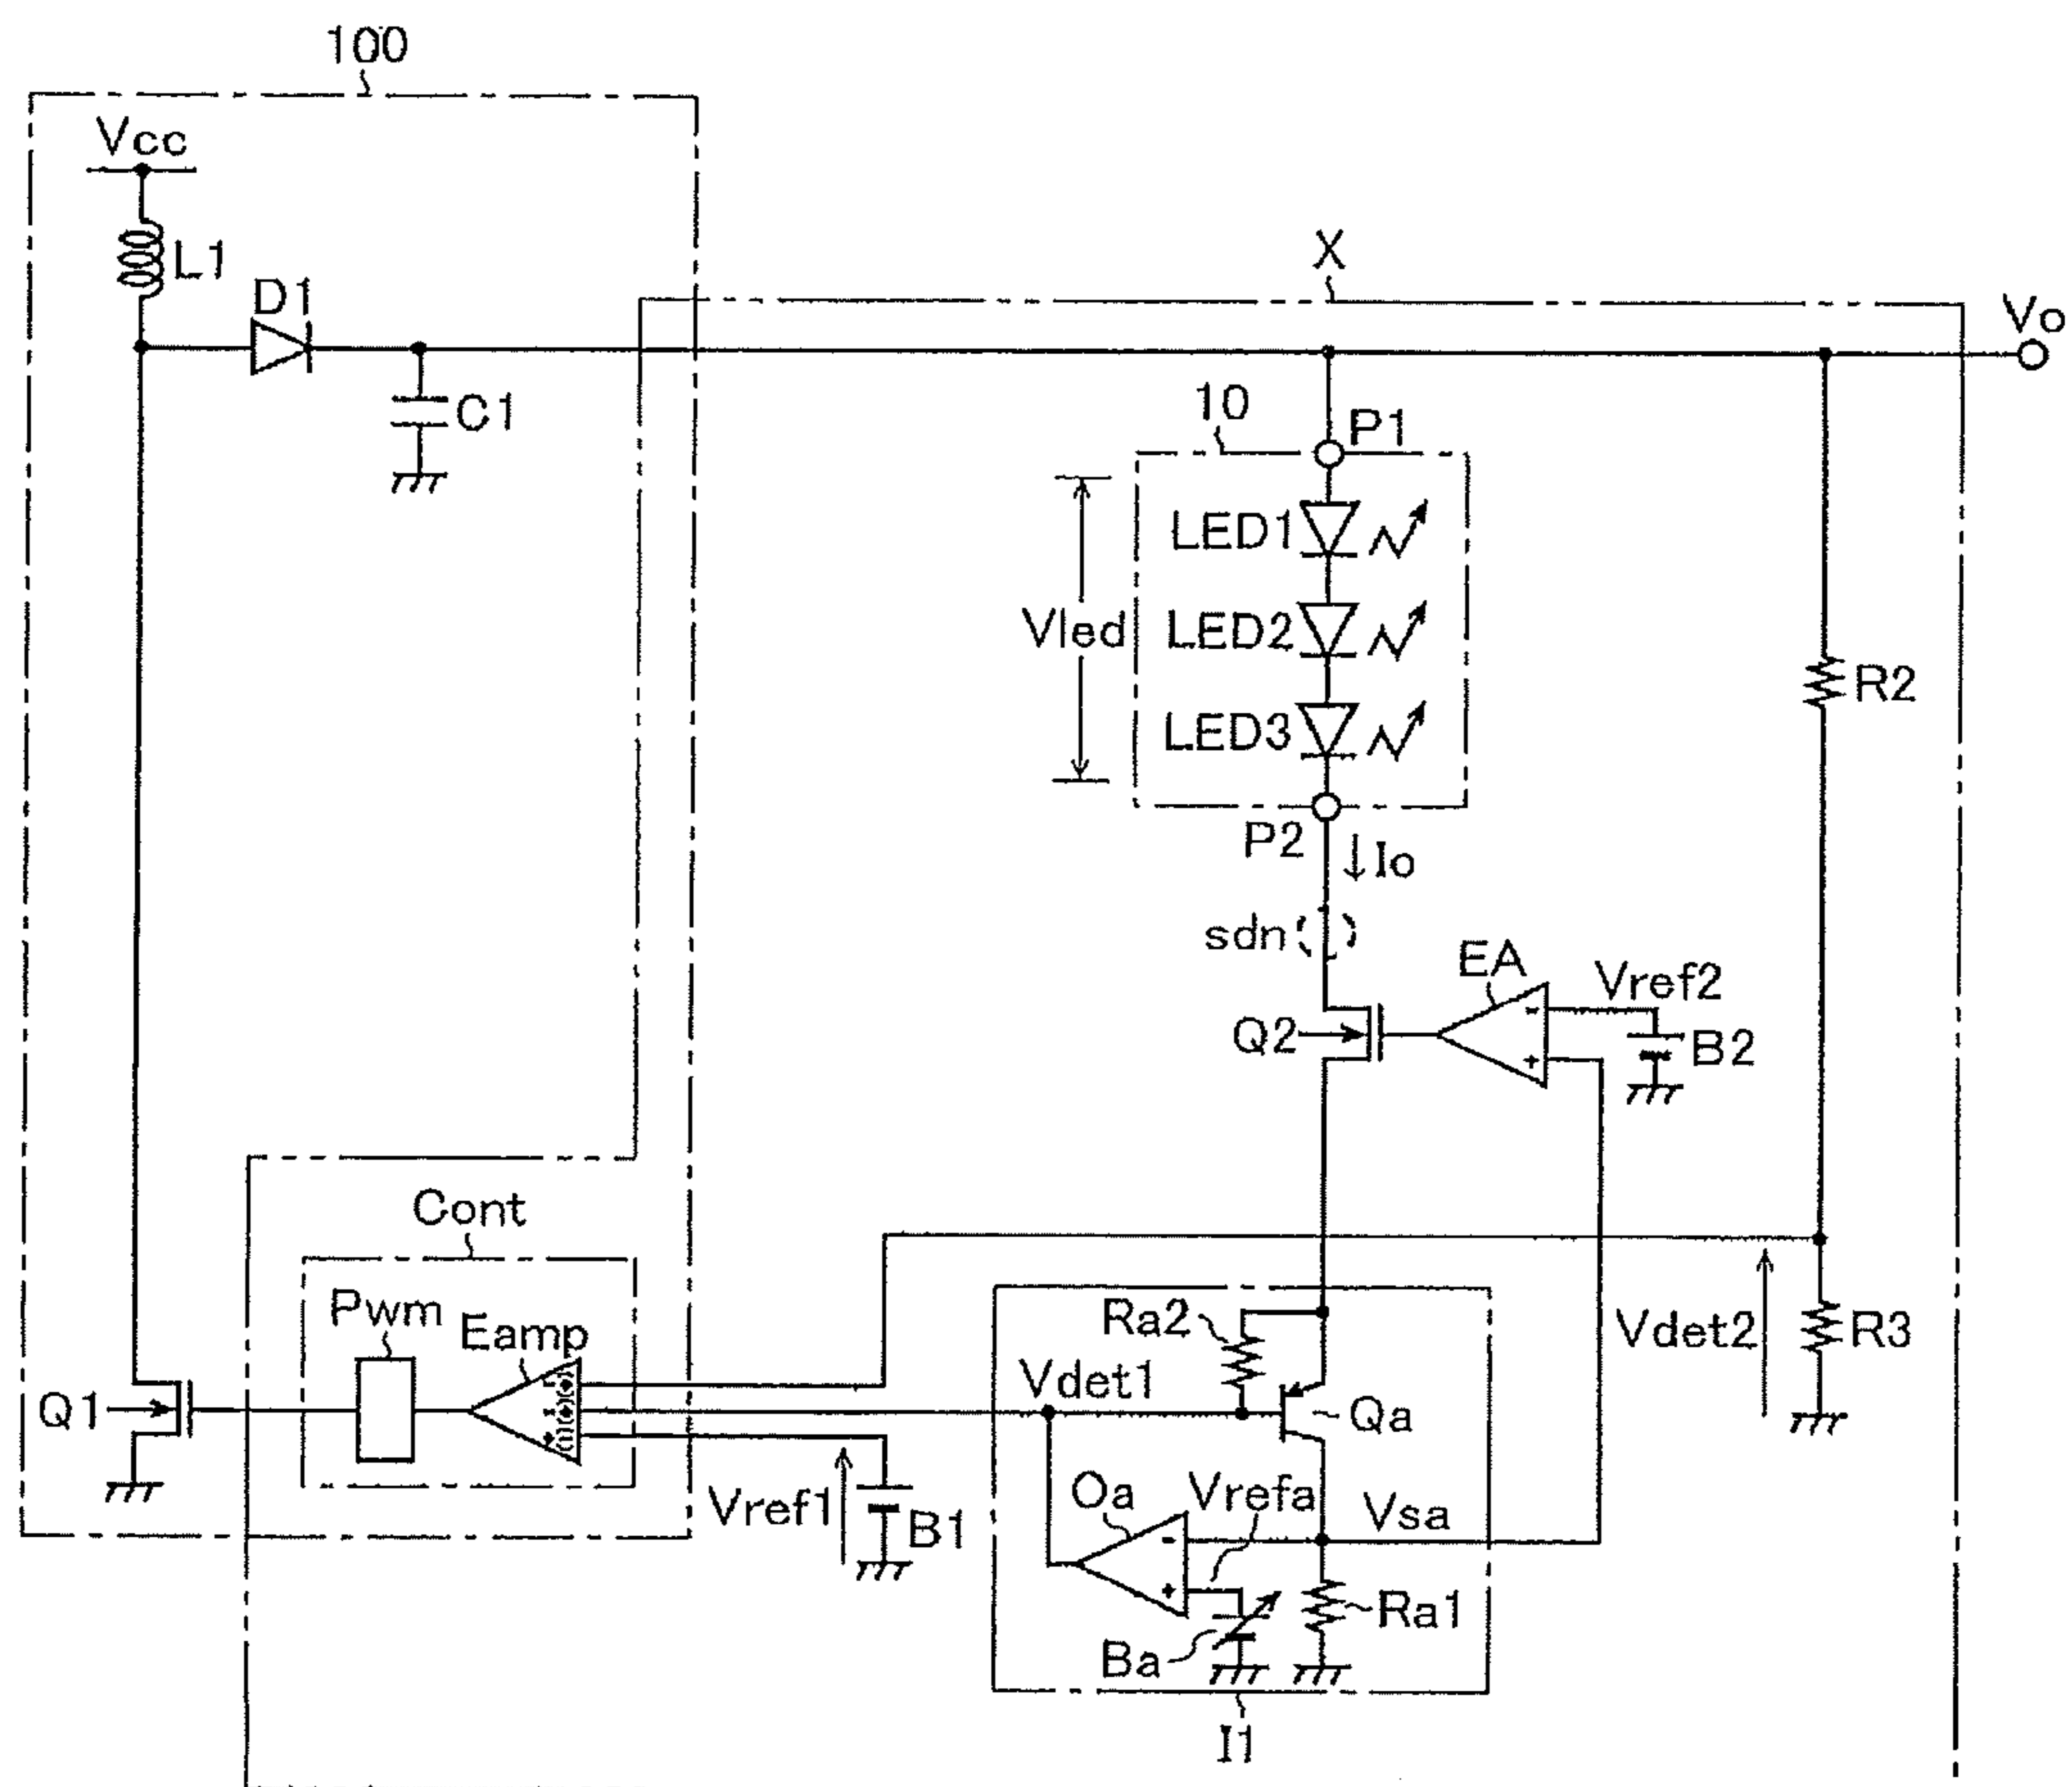 100
Vcc
L1
D1
C1
X
Vo
10
P1
LED1
LED2
LED3
Vled
P2
Io
sdn
R2
EA
Vref2
Q2
B2
- +
Cont
Pwm
Eamp
Q1
Vref1
B1
Ra2
Vdet1
Qa
Vdet2
R3
Oa
Vrefa
Vsa
- +
Ba
Ra1
I1